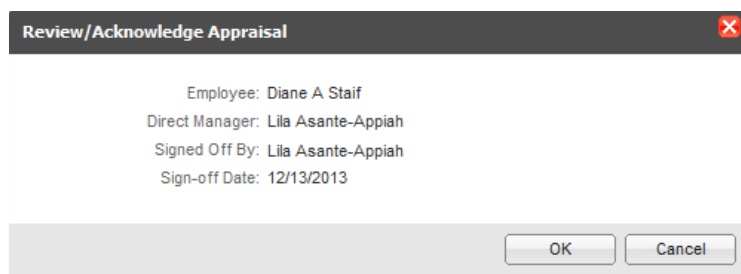 Review/Acknowledge Appraisal
Employee: Diane A Staif
Direct Manager: Lila Asante-Appiah
Signed Off By: Lila Asante-Appiah
Sign-off Date: 12/13/2013
OK Cancel